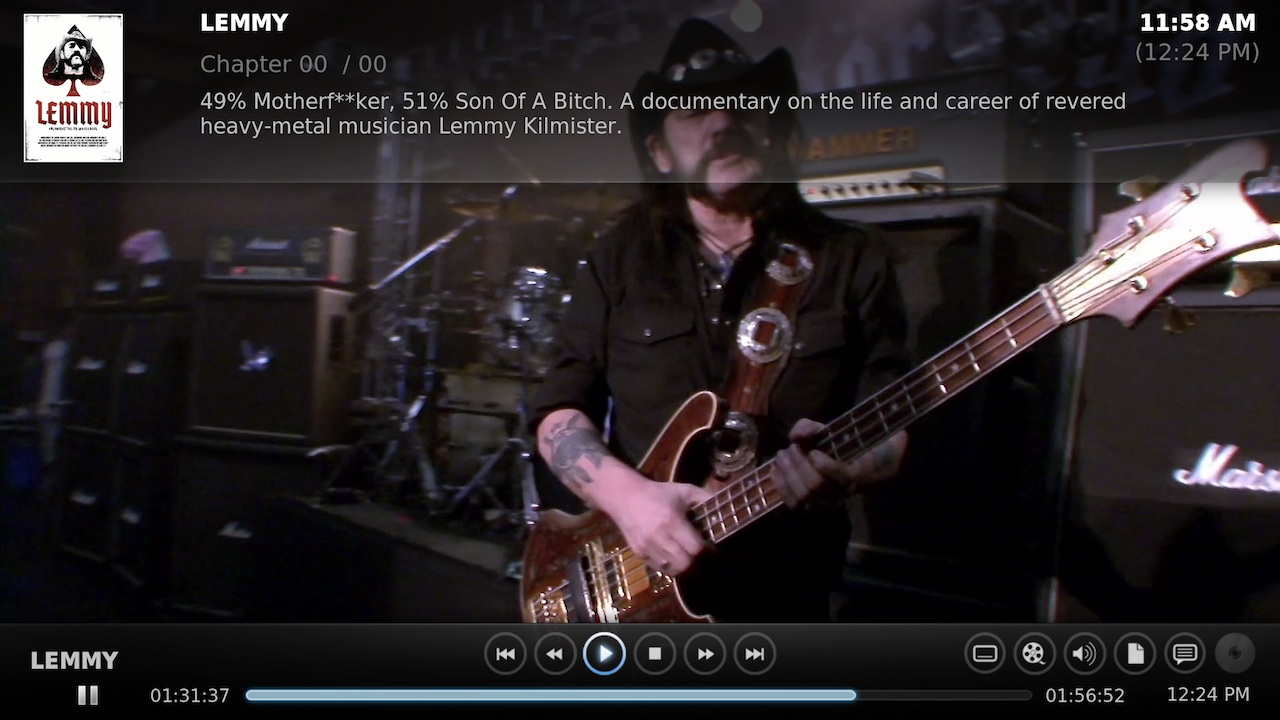 LEMMY
11:58 AM
Chapter 00 / 00
(12:24 PM)
49% Motherf**ker, 51% Son Of A Bitch. A documentary on the life and career of revered
heavy-metal musician Lemmy Kilmister.
LEMMY
HAMMER
Marshall
LEMMY
01:31:37
01:56:52
12:24 PM